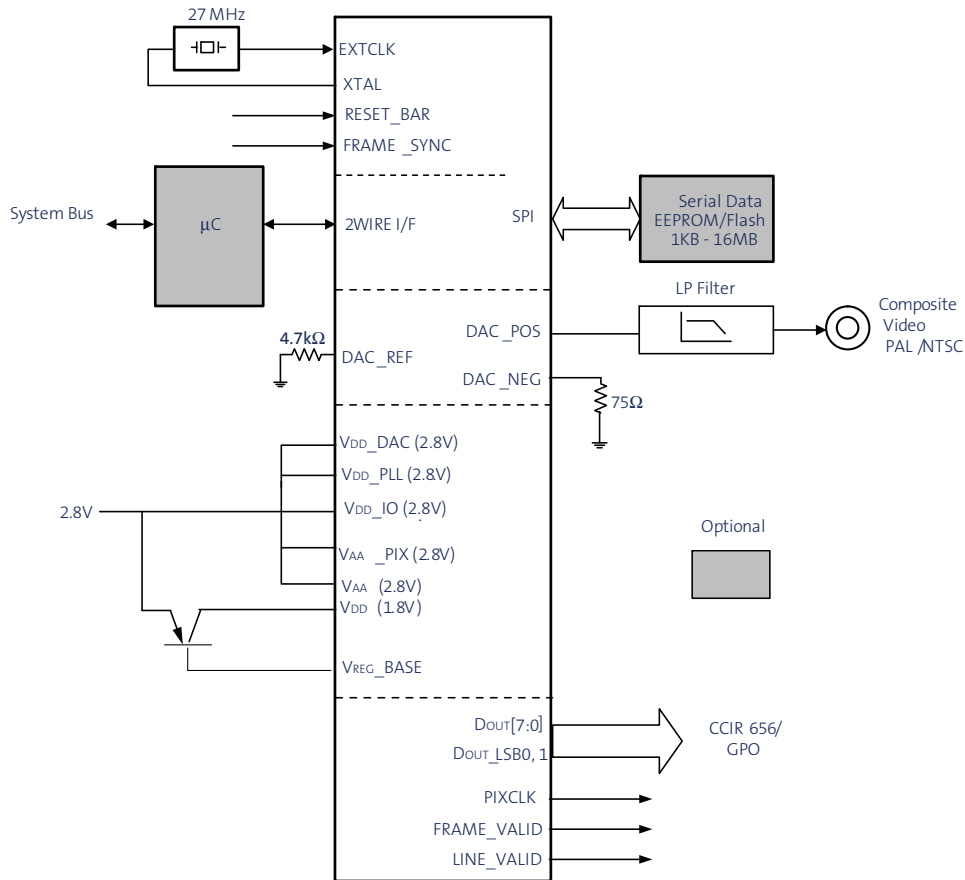 27 MHz
EXTCLK
XTAL
RESET_BAR
FRAME _SYNC
System Bus
μC
2WIRE I/F
SPI
Serial Data
EEPROM/Flash
1KB - 16MB
LP Filter
Composite
Video
PAL /NTSC
DAC_POS
4.7kΩ
DAC_REF
DAC _NEG
75Ω
VDD_DAC (2.8V)
VDD_PLL (2.8V)
2.8V
VDD_IO (2.8V)
VAA _PIX (2.8V)
VAA (2.8V)
VDD (1.8V)
Optional
VREG_BASE
DOUT[7:0]
DOUT_LSB0, 1
CCIR 656/
GPO
PIXCLK
FRAME_VALID
LINE_VALID